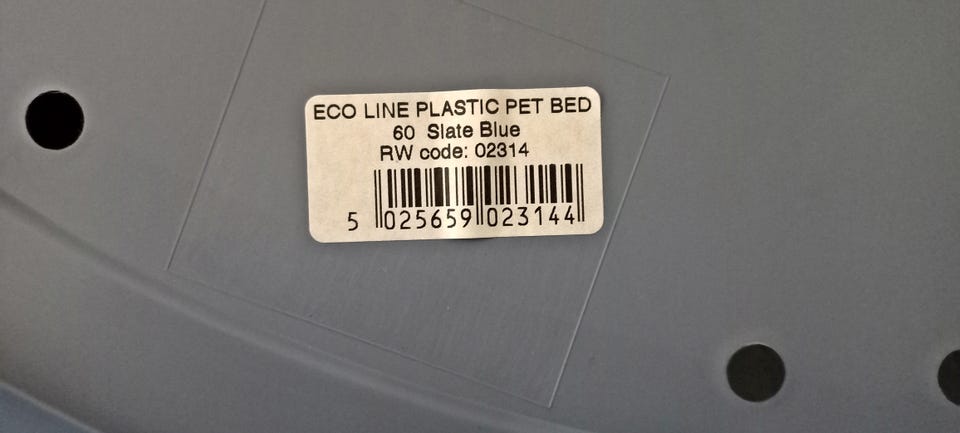 ECO LINE PLASTIC PET BED
60 Slate Blue
RW code: 02314
5 025659 023144